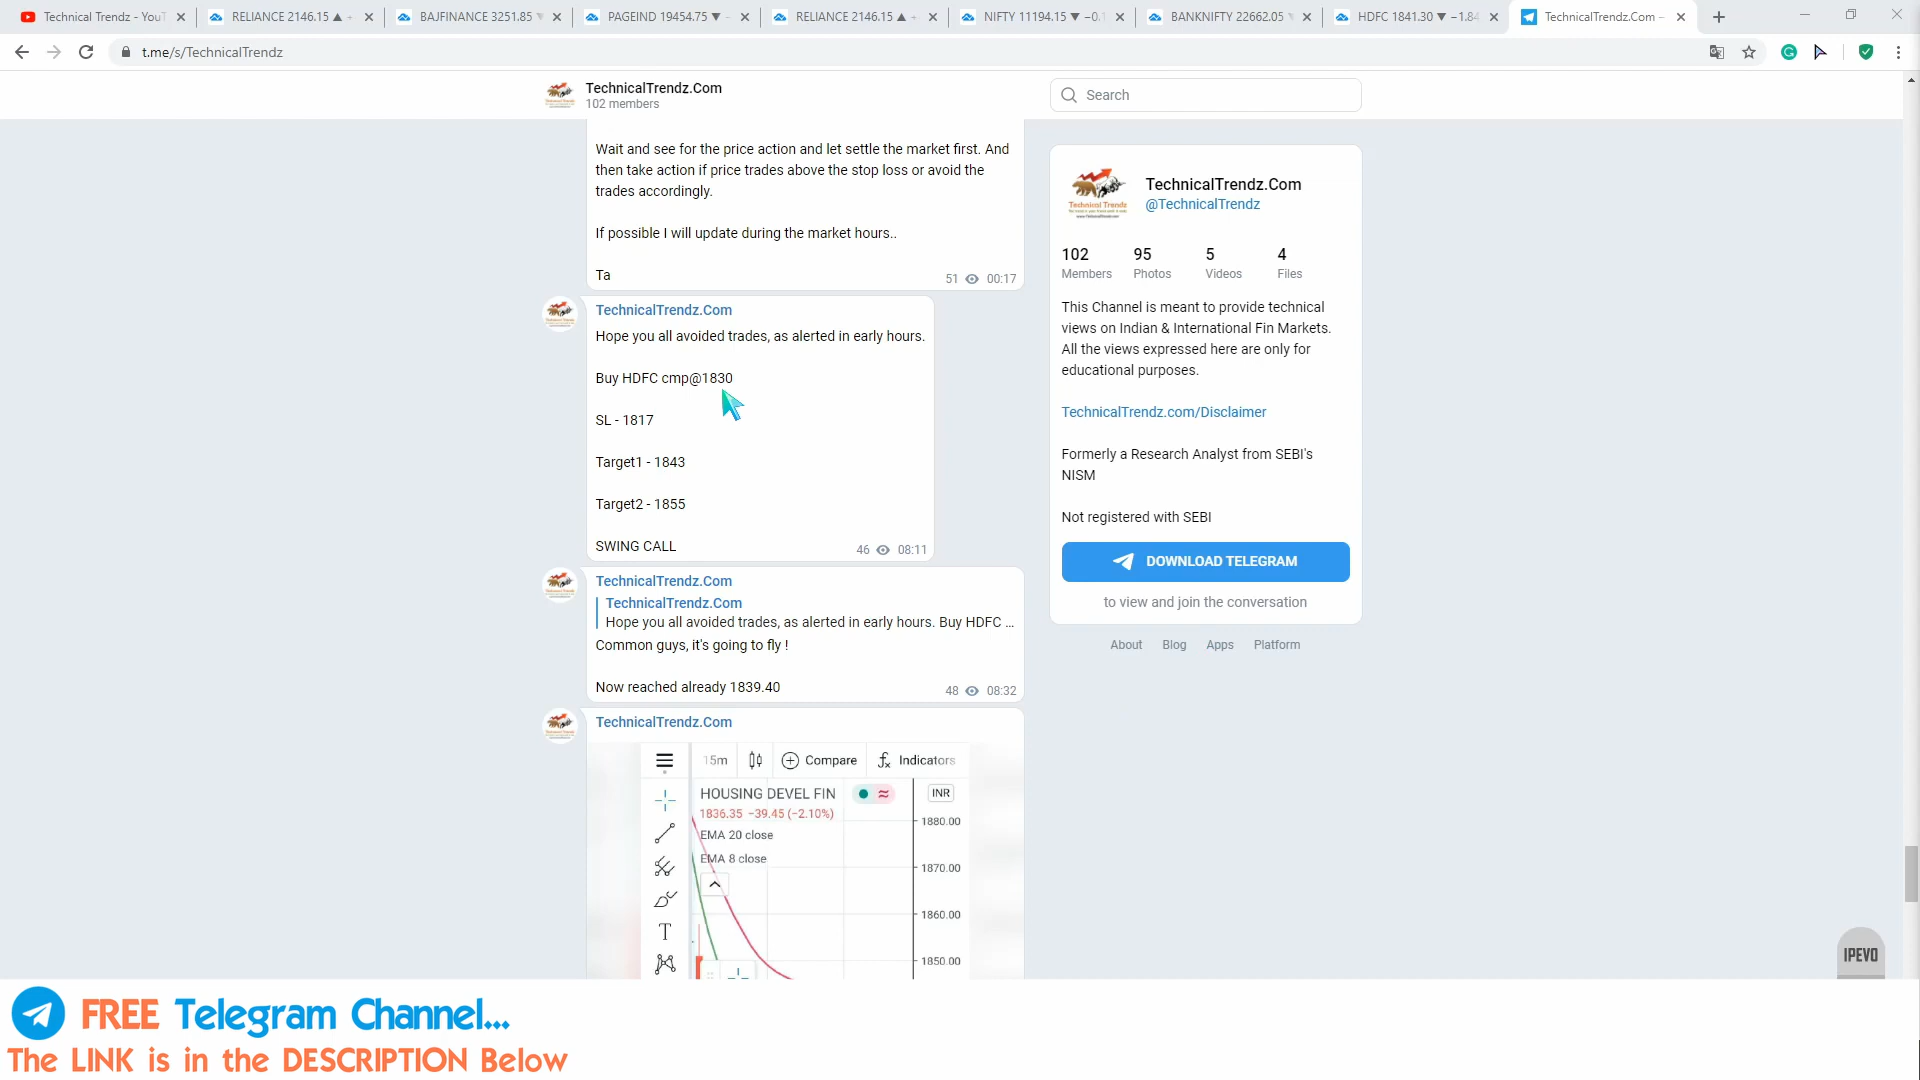 Technical Trendz - YouT
RELIANCE 2146.15 ▲
BAJFINANCE 3251.85 ▼
PAGEIND 19454.75 ▼
RELIANCE 2146.15 ▲
NIFTY 11194.15 ▼ −0.
BANKNIFTY 22662.05
HDFC 1841.30 ▼ −1.84
TechnicalTrendz.Com –
t.me/s/TechnicalTrendz
TechnicalTrendz.Com
102 members
Search
Wait and see for the price action and let settle the market first. And
then take action if price trades above the stop loss or avoid the
trades accordingly.
If possible I will update during the market hours..
Ta
51 00:17
TechnicalTrendz.Com
Hope you all avoided trades, as alerted in early hours.
Buy HDFC cmp@1830
SL - 1817
Target1 - 1843
Target2 - 1855
SWING CALL
46 08:11
TechnicalTrendz.Com
TechnicalTrendz.Com
Hope you all avoided trades, as alerted in early hours. Buy HDFC ...
Common guys, it's going to fly !
Now reached already 1839.40
48 08:32
TechnicalTrendz.Com
15m
Compare
Indicators
HOUSING DEVEL FIN
INR
1836.35 −39.45 (−2.10%)
EMA 20 close
EMA 8 close
1880.00
1870.00
1860.00
1850.00
T
Technical Trendz
TechnicalTrendz.Com
@TechnicalTrendz
102 95 5 4
Members Photos Videos Files
This Channel is meant to provide technical
views on Indian & International Fin Markets.
All the views expressed here are only for
educational purposes.
TechnicalTrendz.com/Disclaimer
Formerly a Research Analyst from SEBI's
NISM
Not registered with SEBI
DOWNLOAD TELEGRAM
to view and join the conversation
About Blog Apps Platform
IPEVO
FREE Telegram Channel...
The LINK is in the DESCRIPTION Below